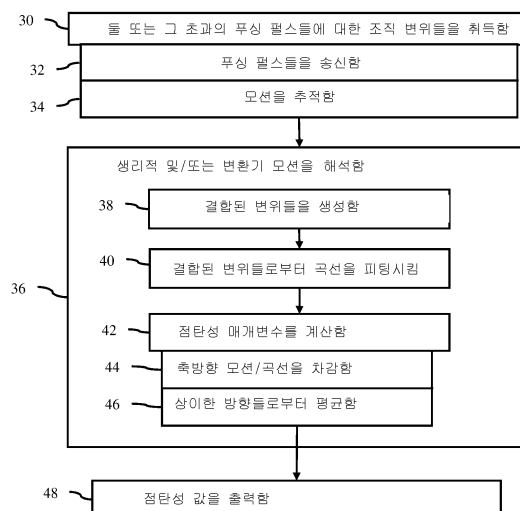 30
둘 또는 그 초과의 푸싱 펄스들에 대한 조직 변위들을 취득함
32
푸싱 펄스들을 송신함
34
모션을 추적함
생리적 및/또는 변환기 모션을 해석함
38
결합된 변위들을 생성함
40
결합된 변위들로부터 곡선을 피팅시킴
36
42
점탄성 매개변수를 계산함
44
축방향 모션/곡선을 차감함
46
상이한 방향들로부터 평균함
48
점탄성 값을 출력함